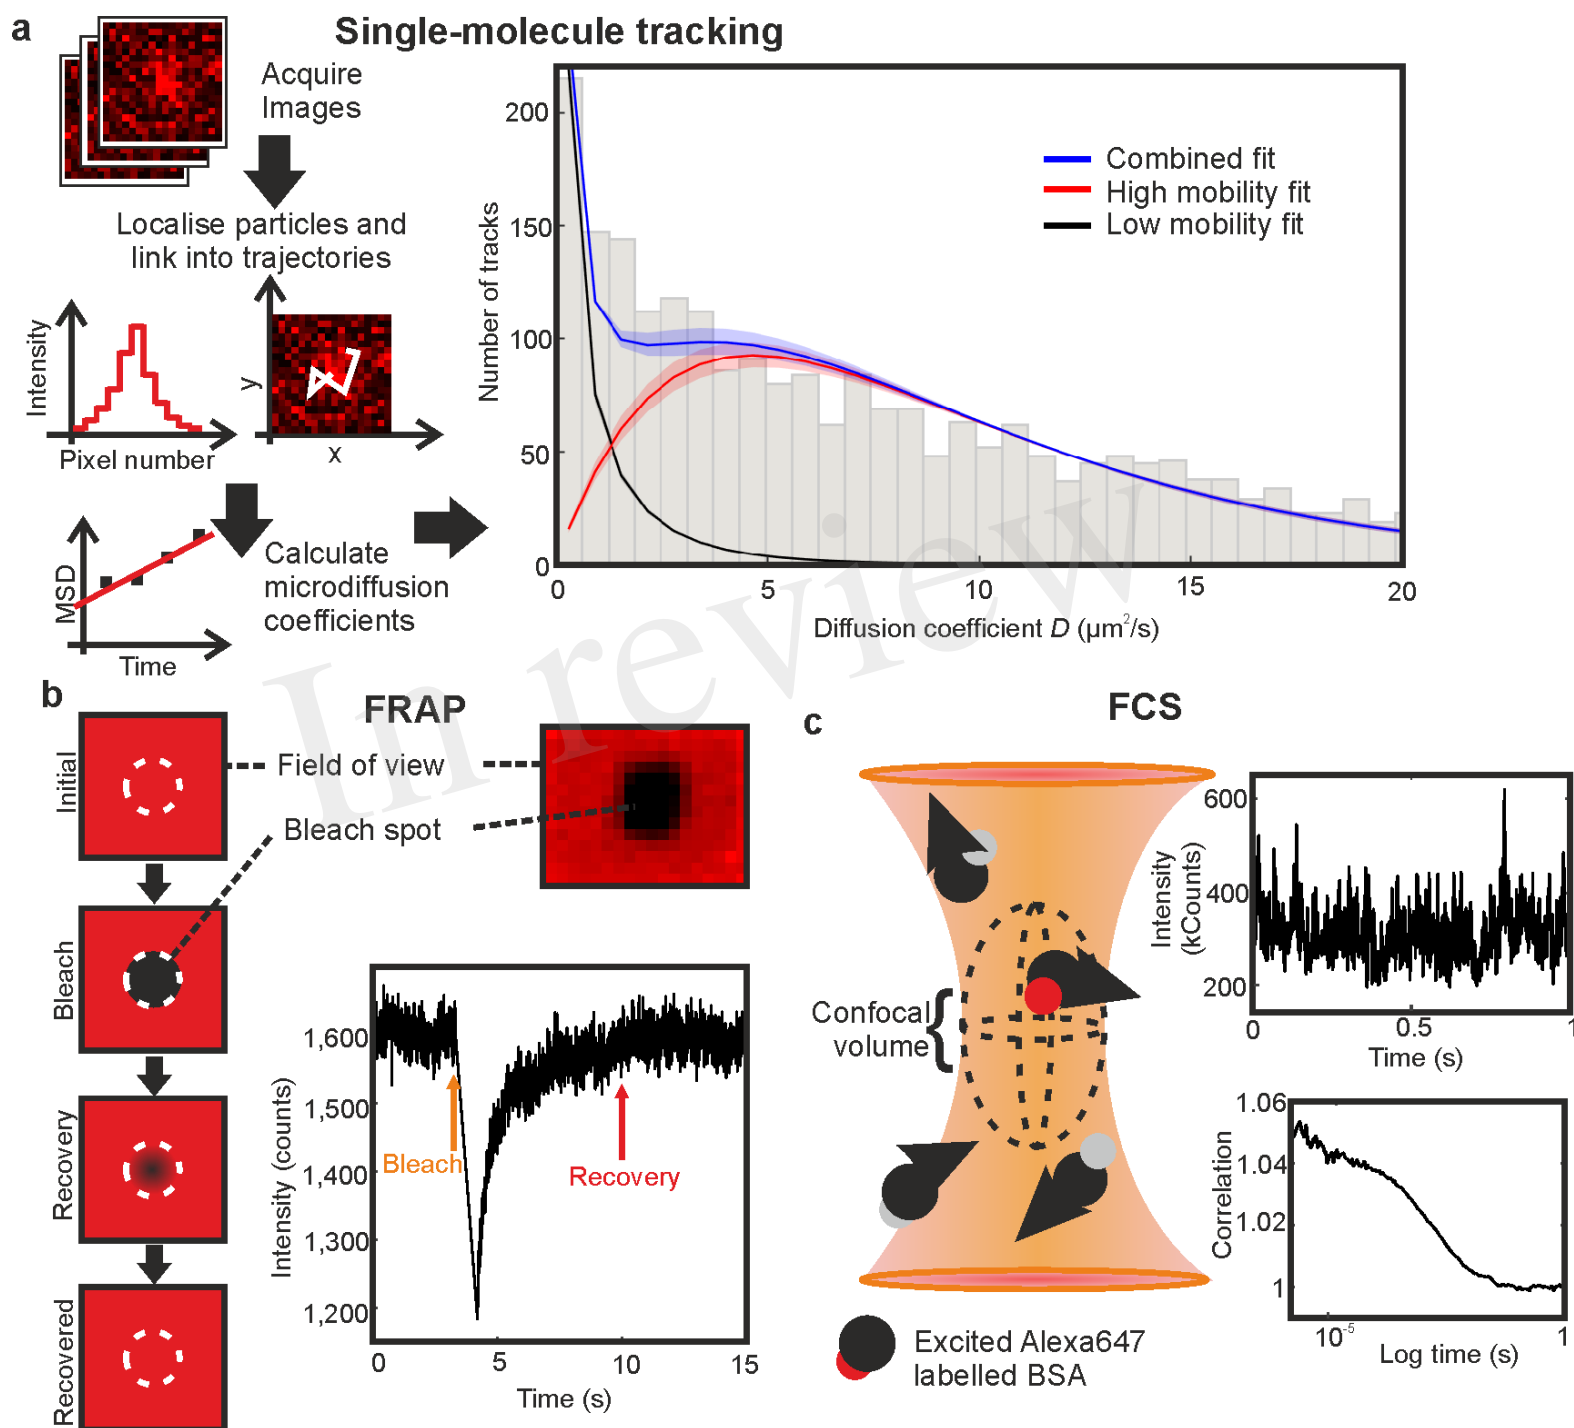 a
Single-molecule tracking
Acquire
Images
Localise particles and
link into trajectories
Intensity
Pixel number
y
x
MSD
Time
Calculate
microdiffusion
coefficients
Number of tracks
200
150
100
50
0
0
5
10
15
20
Diffusion coefficient D (µm²/s)
Combined fit
High mobility fit
Low mobility fit
In review
b
FRAP
Initial
Field of view
Bleach spot
Bleach
Recovery
Recovered
Intensity (counts)
1,600
1,500
1,400
1,300
1,200
Bleach
Recovery
0
5
10
15
Time (s)
c
FCS
Confocal
volume
Excited Alexa647
labelled BSA
Intensity
(kCounts)
600
400
200
0
0.5
1
Time (s)
Correlation
1.06
1.04
1.02
1
10⁻⁵
1
Log time (s)